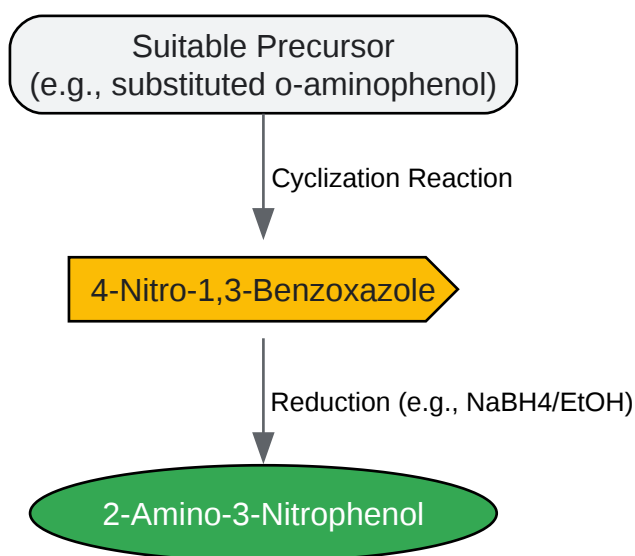 Suitable Precursor
(e.g., substituted o-aminophenol)
Cyclization Reaction
4-Nitro-1,3-Benzoxazole
Reduction (e.g., NaBH4/EtOH)
2-Amino-3-Nitrophenol